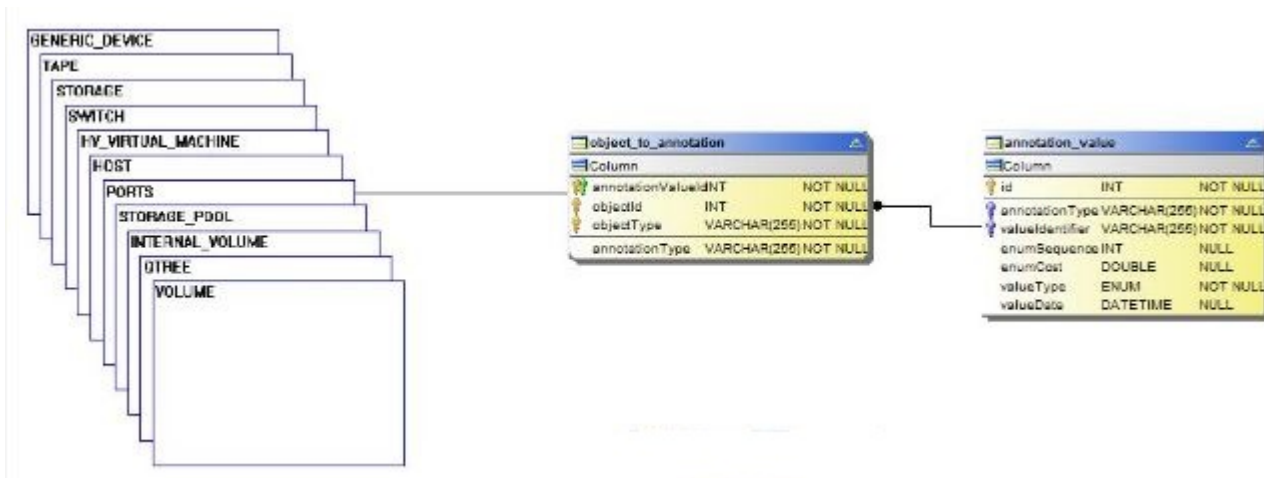 GENERIC_DEVICE
TAPE
STORAGE
SWITCH
HV_VIRTUAL_MACHINE
HOST
PORTS
STORAGE_POOL
INTERNAL_VOLUME
QTREE
VOLUME
object_to_annotation
Column
annotationValueId INT NOT NULL
objectId INT NOT NULL
objectType VARCHAR(255) NOT NULL
annotationType VARCHAR(255) NOT NULL
annotation_value
Column
id INT NOT NULL
annotationType VARCHAR(255) NOT NULL
valueIdentifier VARCHAR(255) NOT NULL
enumSequence INT NULL
enumCost DOUBLE NULL
valueType ENUM NOT NULL
valueDate DATETIME NULL